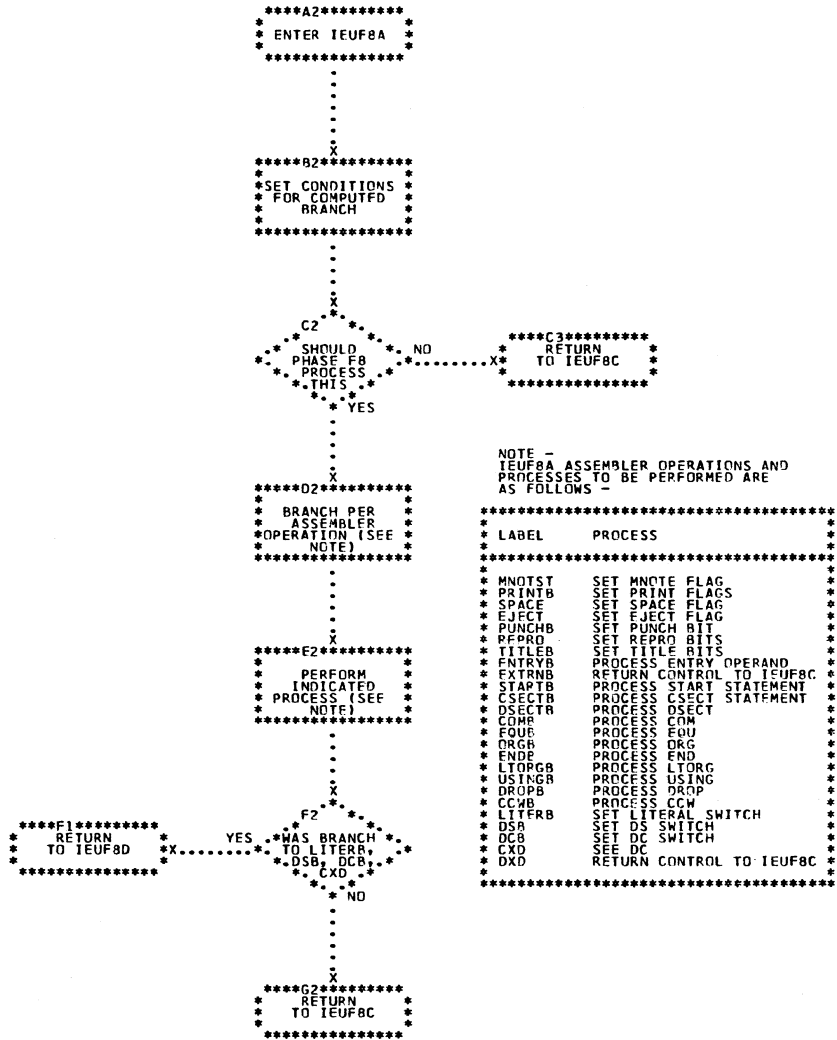 A2
ENTER IEUF8A
B2
SET CONDITIONS
FOR COMPUTED
BRANCH
C2
SHOULD
PHASE F8
PROCESS
THIS
NO
YES
C3
RETURN
TO IEUF8C
D2
BRANCH PER
ASSEMBLER
OPERATION (SEE
NOTE)
E2
PERFORM
INDICATED
PROCESS (SEE
NOTE)
F2
WAS BRANCH
TO LITERB,
DSB, DCB,
CXD
YES
NO
F1
RETURN
TO IEUF8D
G2
RETURN
TO IEUF8C
NOTE -
IEUF8A ASSEMBLER OPERATIONS AND
PROCESSES TO BE PERFORMED ARE
AS FOLLOWS -
LABEL PROCESS
MNOTST SET MNOTE FLAG
PRINTB SET PRINT FLAGS
SPACE SET SPACE FLAG
EJECT SET EJECT FLAG
PUNCHB SET PUNCH BIT
REPRO SET REPRO BITS
TITLEB SET TITLE BITS
ENTRYB PROCESS ENTRY OPERAND
EXTRNB RETURN CONTROL TO IEUF8C
STARTB PROCESS START STATEMENT
CSECTB PROCESS CSECT STATEMENT
DSECTB PROCESS DSECT
COMB PROCESS COM
EQUB PROCESS EQU
ORGB PROCESS ORG
ENDB PROCESS END
LTORGB PROCESS LTORG
USINGB PROCESS USING
DROPB PROCESS DROP
CCWB PROCESS CCW
LITERB SET LITERAL SWITCH
DSB SET DS SWITCH
DCB SET DC SWITCH
CXD SEE DC
DXD RETURN CONTROL TO IEUF8C